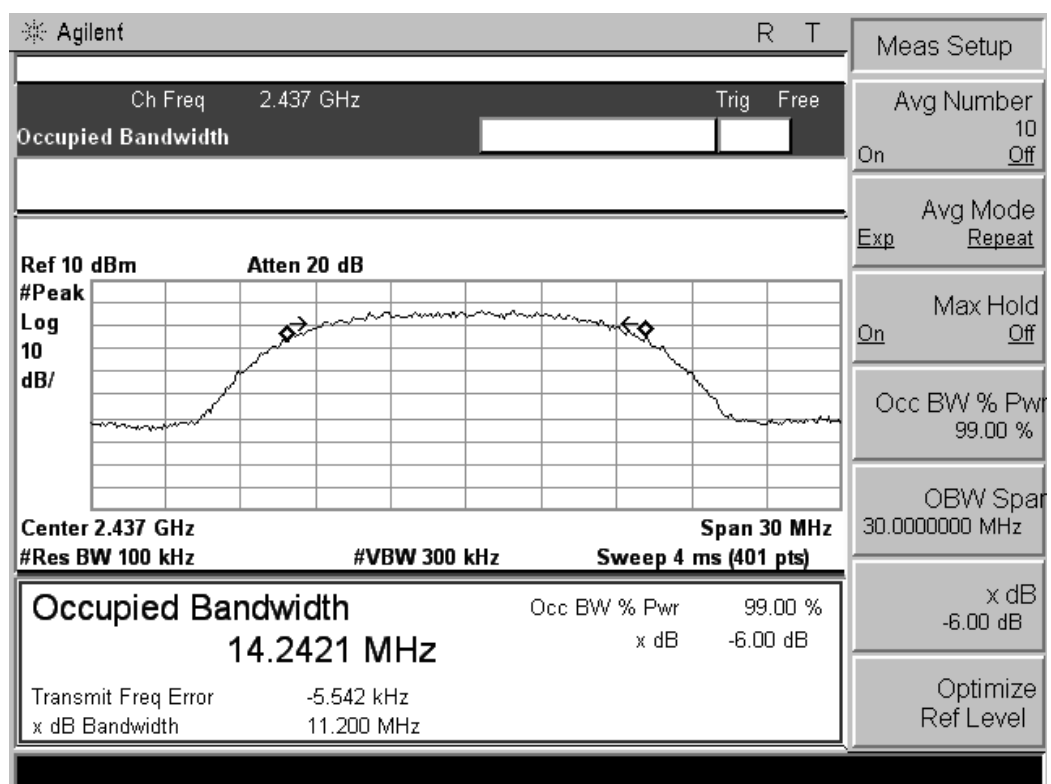 Agilent R T
Ch Freq 2.437 GHz Trig Free
Occupied Bandwidth
Ref 10 dBm Atten 20 dB
#Peak
Log
10
dB/
Center 2.437 GHz Span 30 MHz
#Res BW 100 kHz #VBW 300 kHz Sweep 4 ms (401 pts)
Occupied Bandwidth Occ BW % Pwr 99.00 %
14.2421 MHz x dB -6.00 dB
Transmit Freq Error -5.542 kHz
x dB Bandwidth 11.200 MHz
Meas Setup
Avg Number
10
On Off
Avg Mode
Exp Repeat
Max Hold
On Off
Occ BW % Pwr
99.00 %
OBW Span
30.0000000 MHz
x dB
-6.00 dB
Optimize
Ref Level